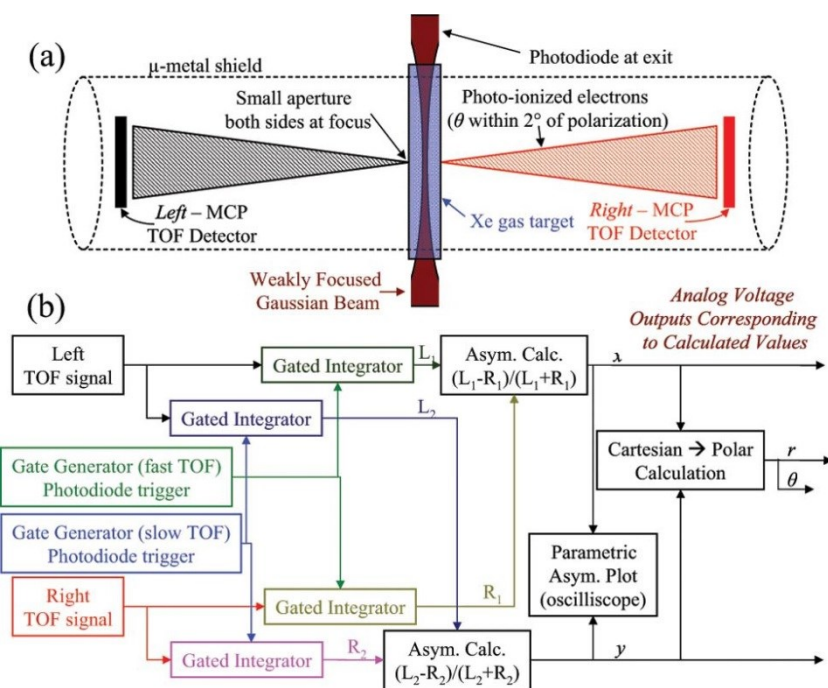 (a)
μ-metal shield
Photodiode at exit
Small aperture
both sides at focus
Photo-ionized electrons
(θ within 2° of polarization)
Left – MCP
TOF Detector
Xe gas target
Right – MCP
TOF Detector
Weakly Focused
Gaussian Beam
(b)
Analog Voltage
Outputs Corresponding
to Calculated Values
Left
TOF signal
Gated Integrator
L₁
Asym. Calc.
(L₁-R₁)/(L₁+R₁)
x
Gated Integrator
L₂
Gate Generator (fast TOF)
Photodiode trigger
Cartesian → Polar
Calculation
r
θ
Gate Generator (slow TOF)
Photodiode trigger
Parametric
Asym. Plot
(oscilliscope)
Right
TOF signal
Gated Integrator
R₁
Gated Integrator
R₂
Asym. Calc.
(L₂-R₂)/(L₂+R₂)
y